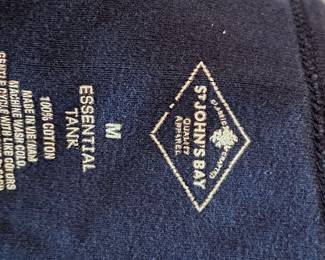 ST. JOHN'S BAY
QUALITY
APPAREL
M
ESSENTIAL
TANK
100% COTTON
MADE IN VIETNAM
MACHINE WASH COLD
GENTLE CYCLE WITH LIKE COLORS